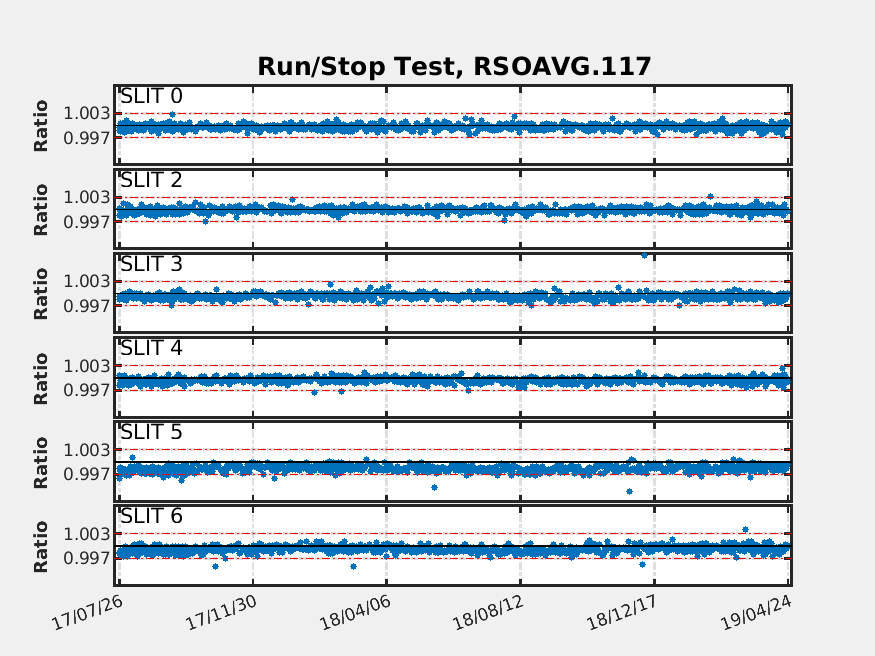 Run/Stop Test, RSOAVG.117
SLIT 0
Ratio
1.003
0.997
SLIT 2
Ratio
1.003
0.997
SLIT 3
Ratio
1.003
0.997
SLIT 4
Ratio
1.003
0.997
SLIT 5
Ratio
1.003
0.997
SLIT 6
Ratio
1.003
0.997
17/07/26 17/11/30 18/04/06 18/08/12 18/12/17 19/04/24